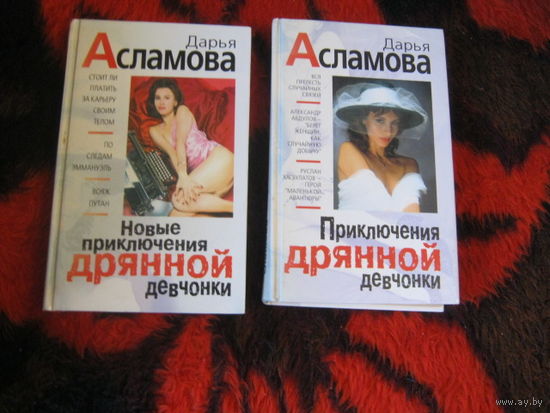 Дарья
Асламова
СТОИТ ЛИ
ПЛАТИТЬ
ЗА КАРЬЕРУ
СВОИМ
ТЕЛОМ
ПО
СЛЕДАМ
ЭММАНУЭЛЬ
ВОЯЖ
ПУТАН
Новые
приключения
ДРЯННОЙ
девчонки
Дарья
Асламова
ВСЯ
ПРЕЛЕСТЬ
СЛУЧАЙНЫХ
СВЯЗЕЙ
АЛЕКСАНДР
АБДУЛОВ –
"БЕРЕТ
ЖЕНЩИН,
КАК
СЛУЧАЙНУЮ
ДОБЫЧУ"
РУСЛАН
ХАСБУЛАТОВ –
ГЕРОЙ
"МАЛЕНЬКОЙ
АВАНТЮРЫ"
Приключения
ДРЯННОЙ
девчонки
www.ay.by